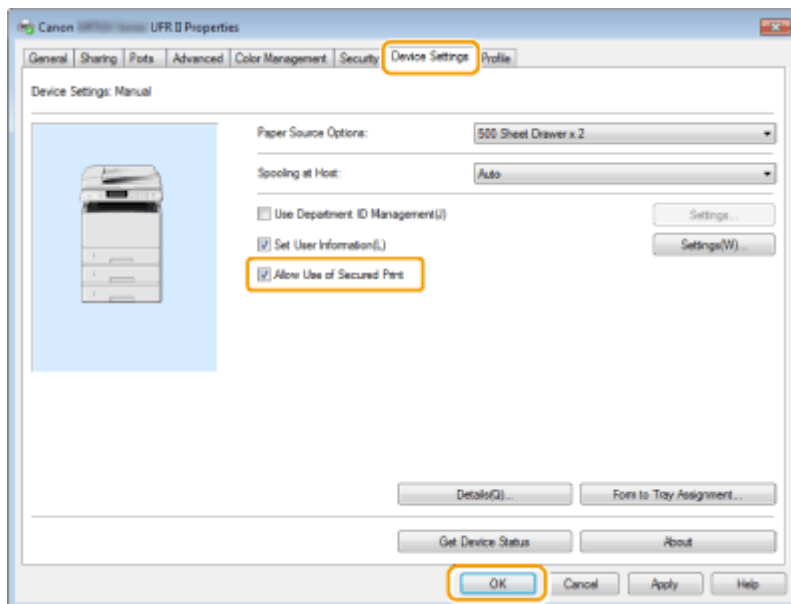 Canon UFR II Properties
General Sharing Ports Advanced Color Management Security Device Settings Profile
Device Settings: Manual
Paper Source Options: 500 Sheet Drawer x 2
Spooling at Host: Auto
Use Department ID Management(J) Settings...
Set User Information(L) Settings(W)...
Allow Use of Secured Print
Details(Q)... Form to Tray Assignment...
Get Device Status About
OK Cancel Apply Help